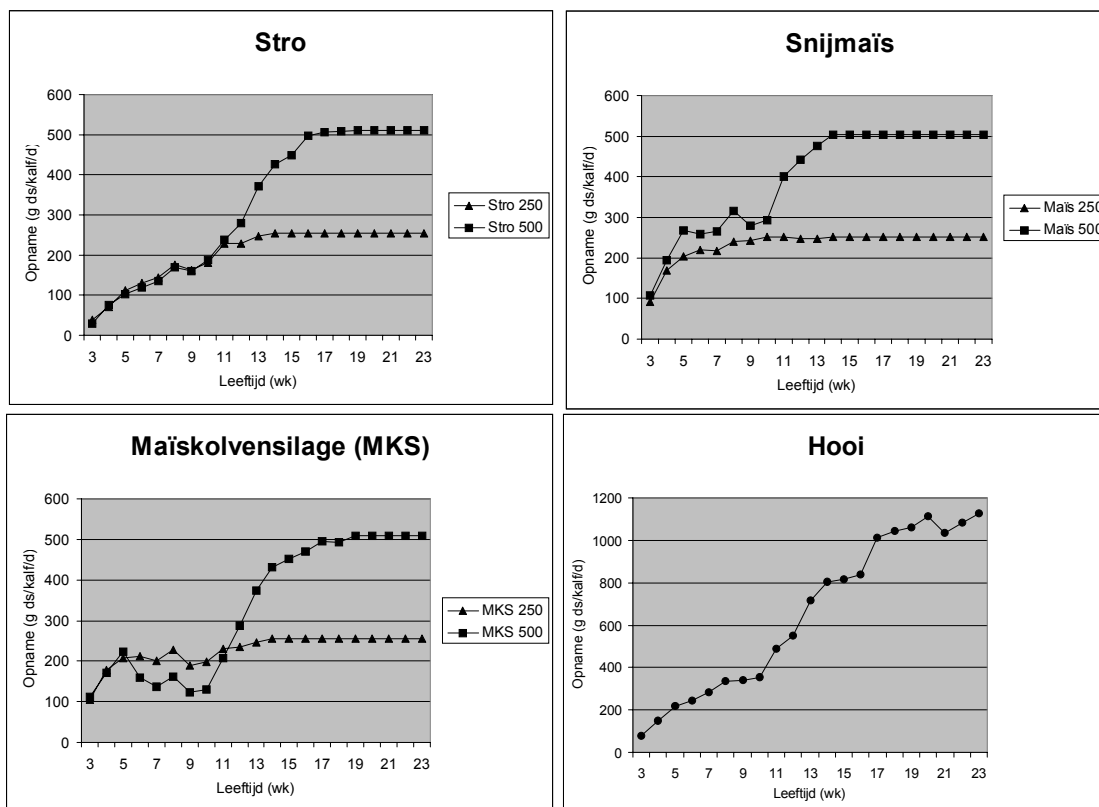 Stro
Opname (g ds/kalf/d)
600
500
400
300
200
100
0
3 5 7 9 11 13 15 17 19 21 23
Leeftijd (wk)
Stro 250
Stro 500
Snijmaïs
Opname (g ds/kalf/d)
600
500
400
300
200
100
0
3 5 7 9 11 13 15 17 19 21 23
Leeftijd (wk)
Maïs 250
Maïs 500
Maïskolvensilage (MKS)
Opname (g ds/kalf/d)
600
500
400
300
200
100
0
3 5 7 9 11 13 15 17 19 21 23
Leeftijd (wk)
MKS 250
MKS 500
Hooi
Opname (g ds/kalf/d)
1200
1000
800
600
400
200
0
3 5 7 9 11 13 15 17 19 21 23
Leeftijd (wk)